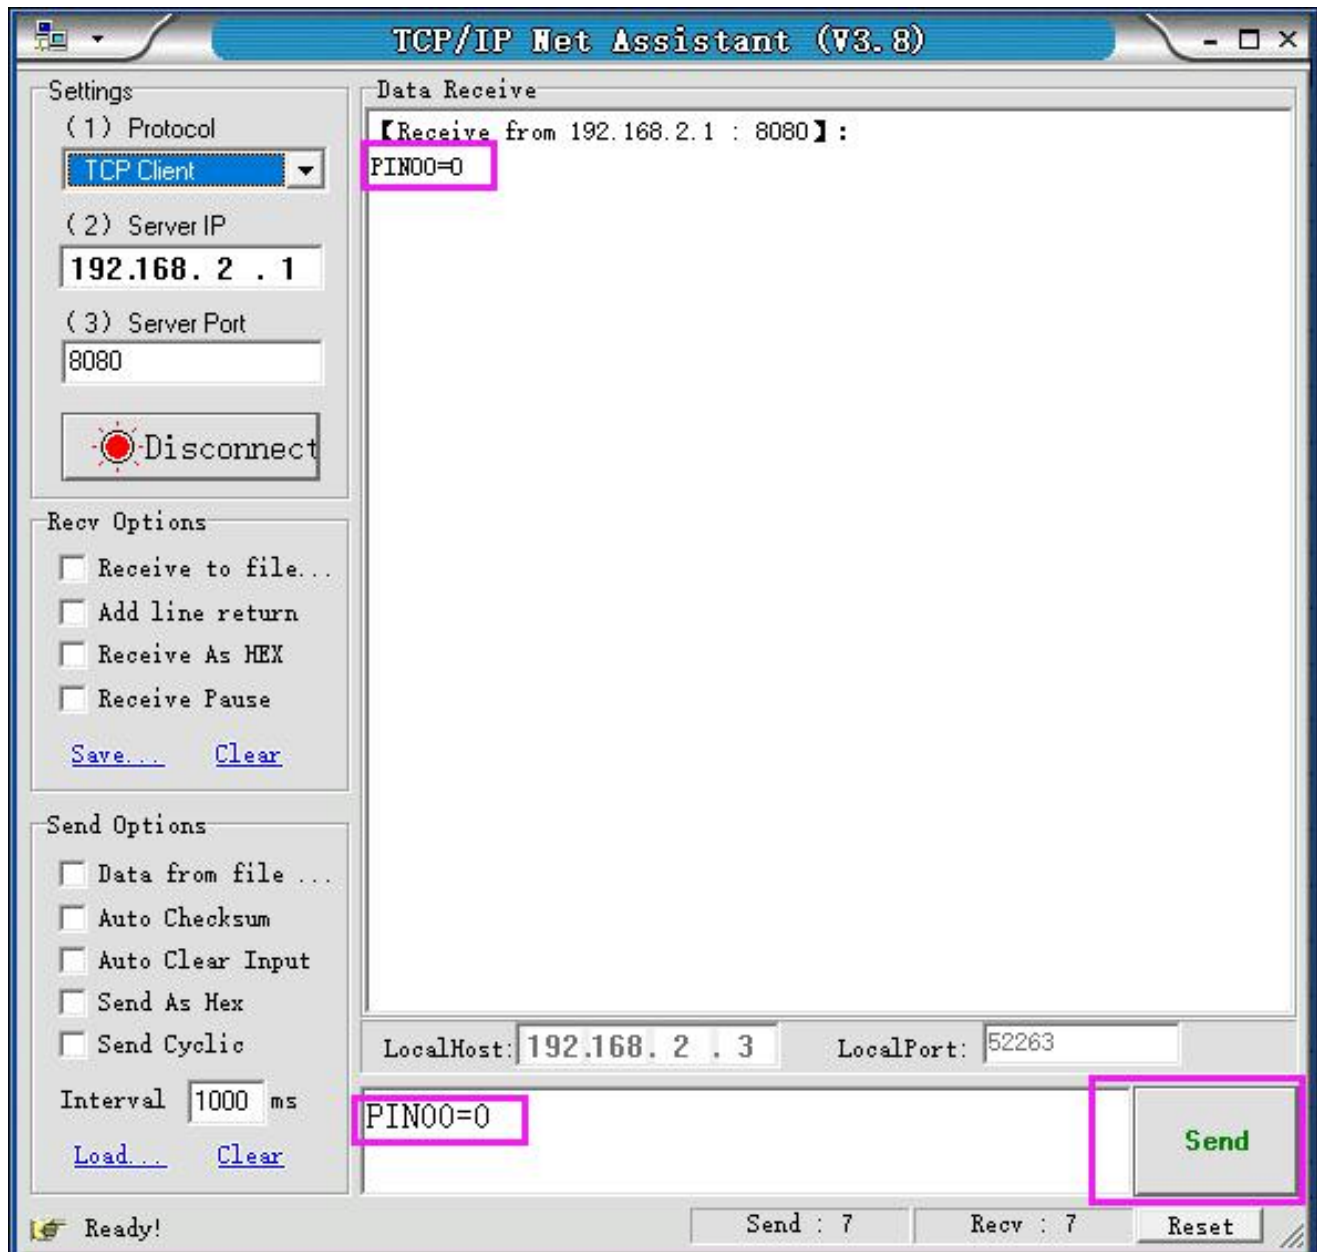 TCP/IP Net Assistant (V3.8)
Settings
(1) Protocol
TCP Client
(2) Server IP
192.168. 2 . 1
(3) Server Port
8080
Disconnect
Recv Options
Receive to file...
Add line return
Receive As HEX
Receive Pause
Save... Clear
Send Options
Data from file ...
Auto Checksum
Auto Clear Input
Send As Hex
Send Cyclic
Interval 1000 ms
Load... Clear
Data Receive
【Receive from 192.168.2.1 : 8080】:
PIN00=0
LocalHost: 192.168. 2 . 3 LocalPort: 52263
PIN00=0
Send
Ready! Send : 7 Recv : 7 Reset